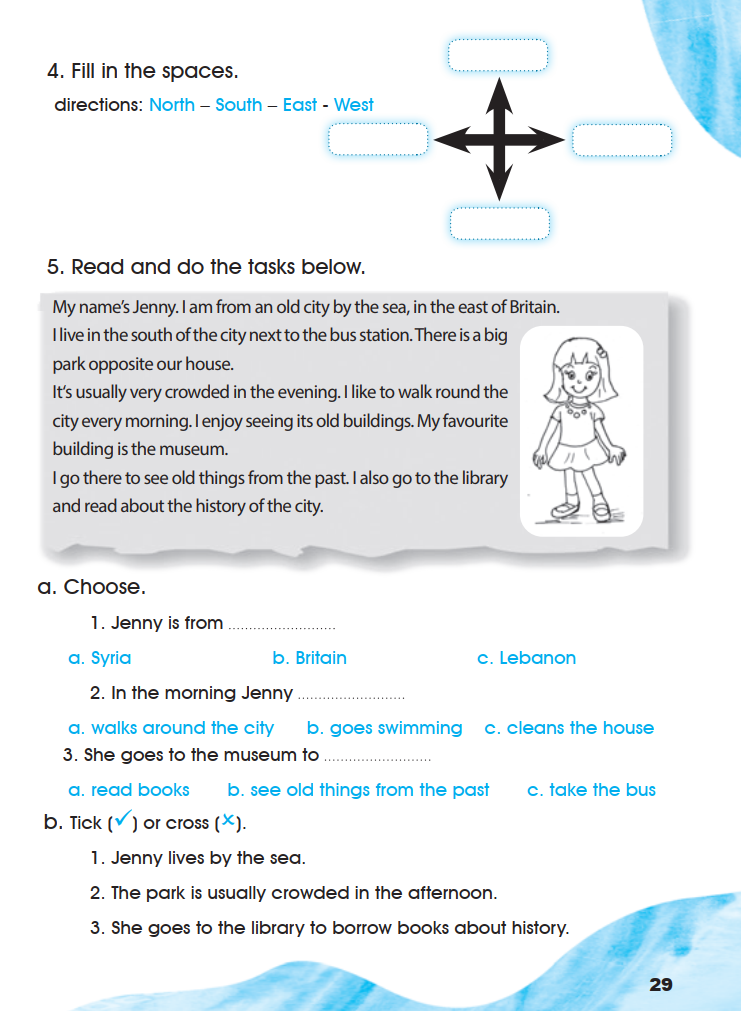 4. Fill in the spaces.
directions: North – South – East - West
5. Read and do the tasks below.
My name's Jenny. I am from an old city by the sea, in the east of Britain.
I live in the south of the city next to the bus station. There is a big
park opposite our house.
It's usually very crowded in the evening. I like to walk round the
city every morning. I enjoy seeing its old buildings. My favourite
building is the museum.
I go there to see old things from the past. I also go to the library
and read about the history of the city.
a. Choose.
1. Jenny is from ..........................
a. Syria b. Britain c. Lebanon
2. In the morning Jenny ..........................
a. walks around the city b. goes swimming c. cleans the house
3. She goes to the museum to ..........................
a. read books b. see old things from the past c. take the bus
b. Tick (✓) or cross (✗).
1. Jenny lives by the sea.
2. The park is usually crowded in the afternoon.
3. She goes to the library to borrow books about history.
29